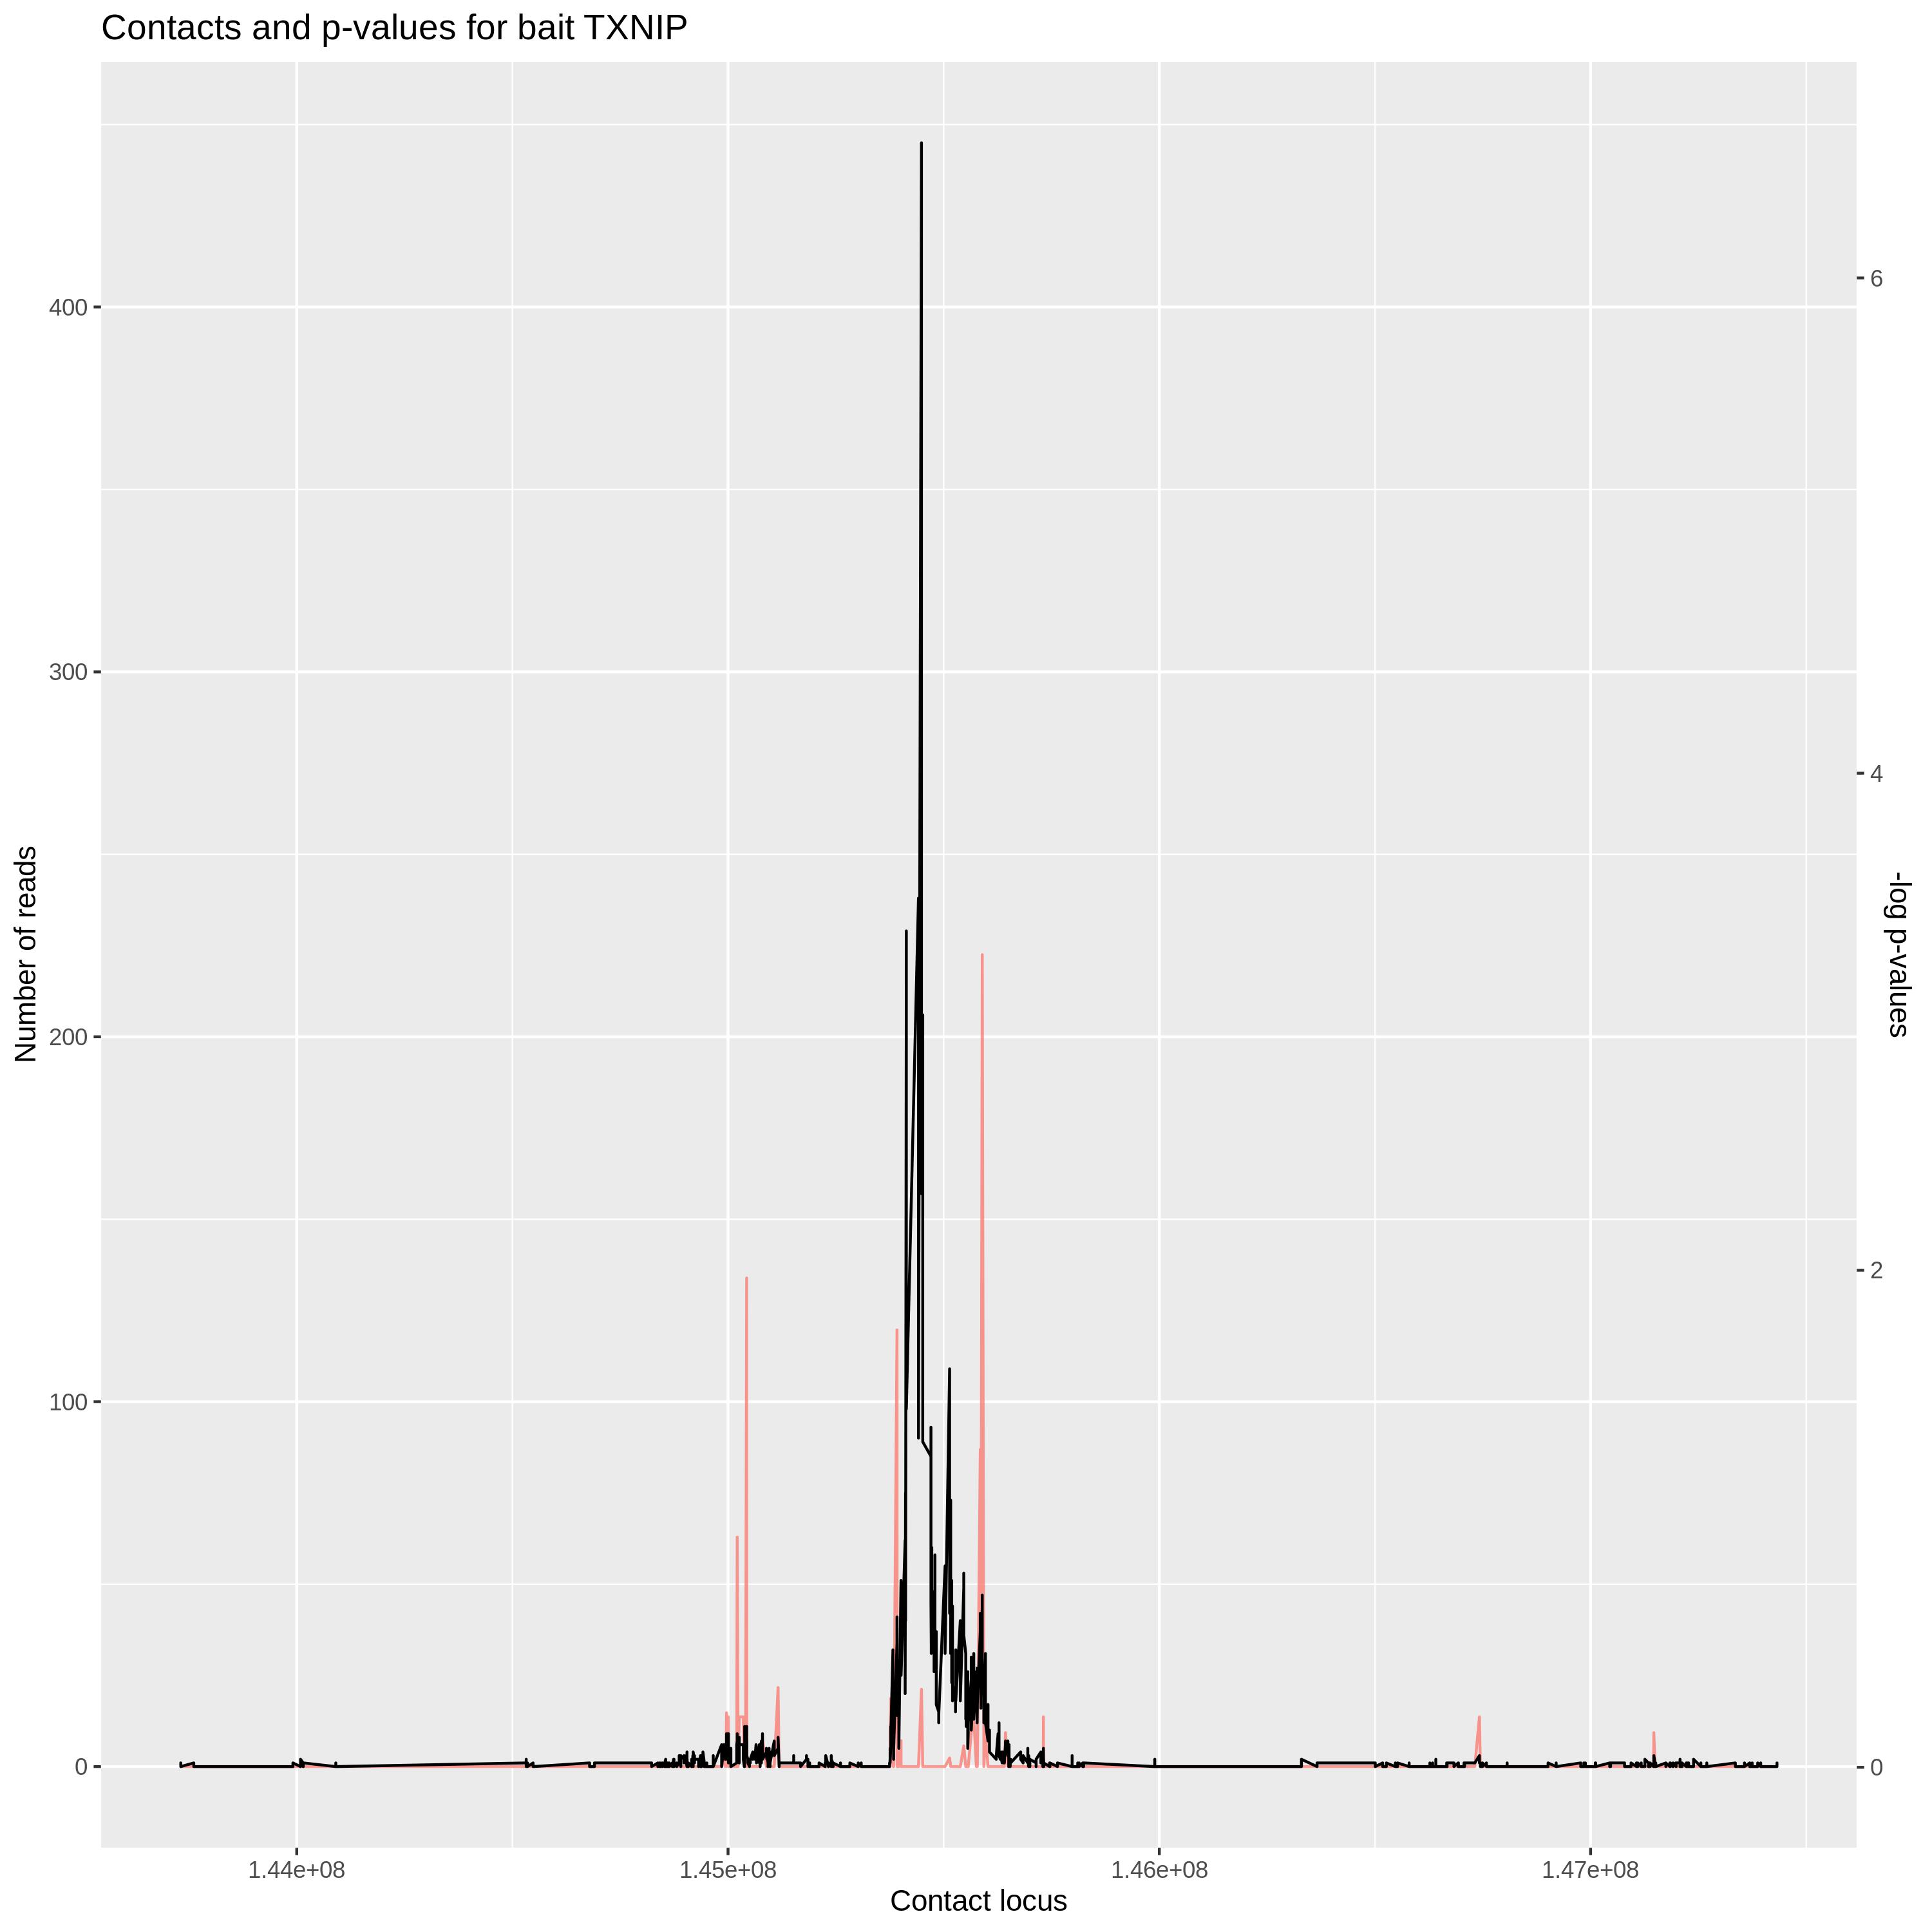 Contacts and p-values for bait TXNIP
400
300
200
100
0
Number of reads
6
4
2
0
-log p-values
1.44e+08
1.45e+08
1.46e+08
1.47e+08
Contact locus